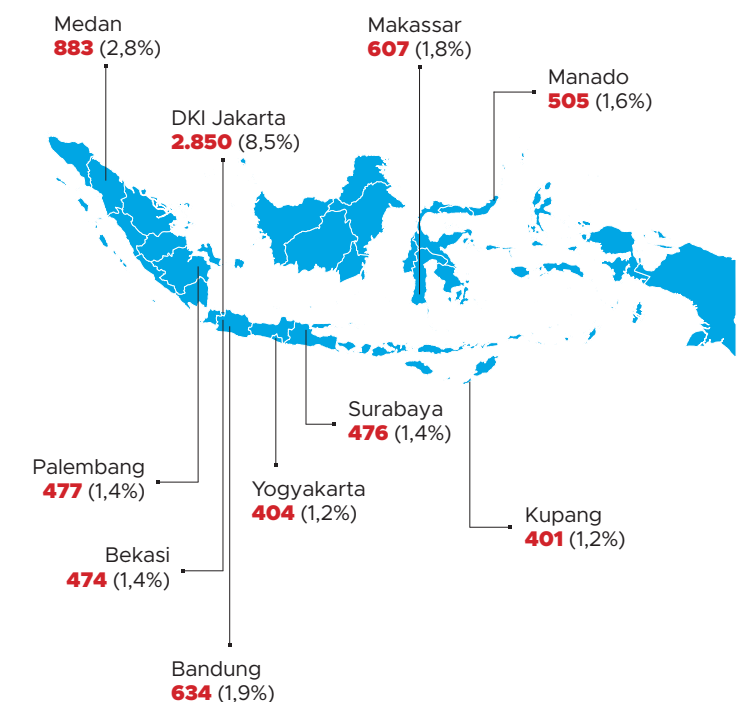 Medan
883 (2,8%)
Makassar
607 (1,8%)
Manado
505 (1,6%)
DKI Jakarta
2.850 (8,5%)
Surabaya
476 (1,4%)
Palembang
477 (1,4%)
Yogyakarta
404 (1,2%)
Kupang
401 (1,2%)
Bekasi
474 (1,4%)
Bandung
634 (1,9%)